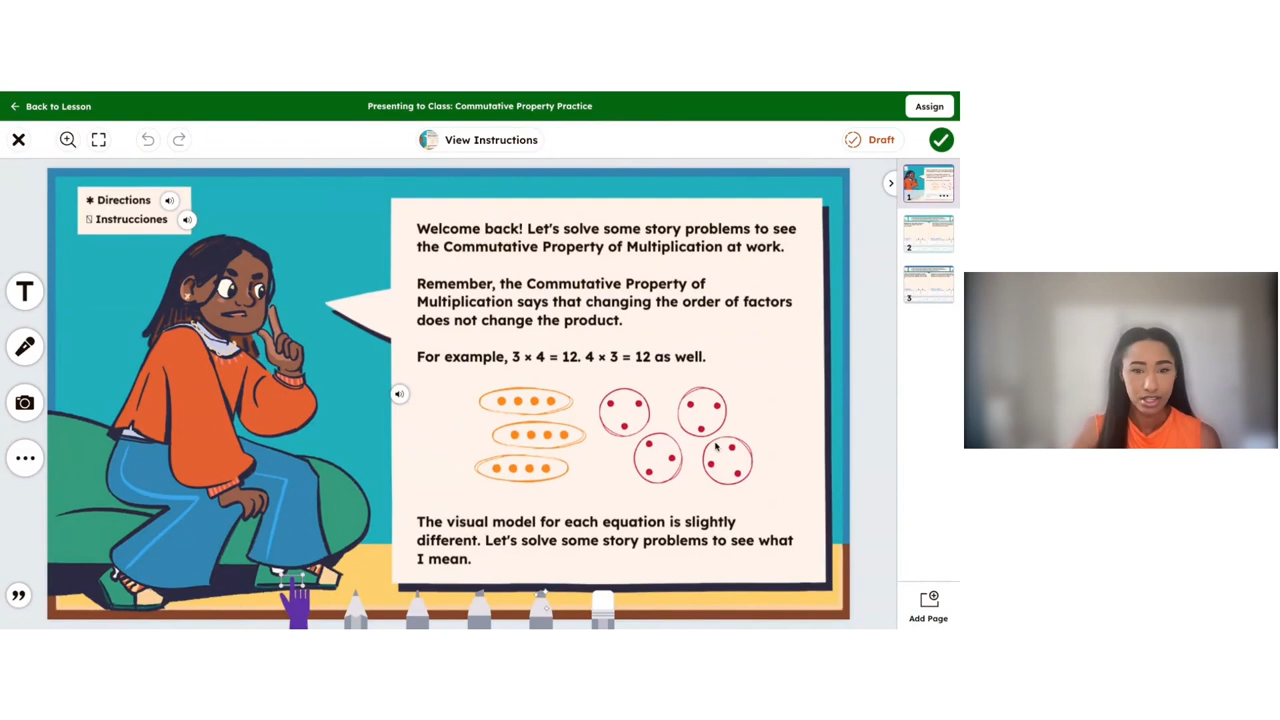 Back to Lesson
Presenting to Class: Commutative Property Practice
Assign
View Instructions
Draft
Directions
Instrucciones
Welcome back! Let's solve some story problems to see
the Commutative Property of Multiplication at work.
Remember, the Commutative Property of
Multiplication says that changing the order of factors
does not change the product.
For example, 3 × 4 = 12. 4 × 3 = 12 as well.
The visual model for each equation is slightly
different. Let's solve some story problems to see what
I mean.
T
1
2
3
Add Page